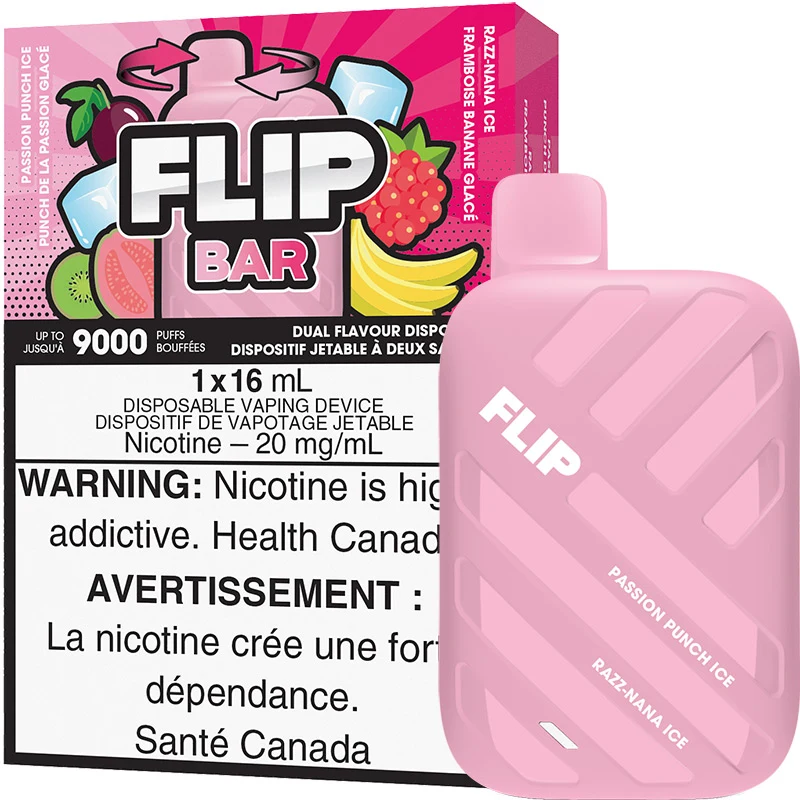 PASSION PUNCH ICE
PUNCH DE LA PASSION GLACÉ
RAZZ-NANA ICE
FRAMBOISE BANANE GLACÉ
FLIP
BAR
UP TO
JUSQU'À
9000
PUFFS
BOUFFÉES
DUAL FLAVOUR DISPO
DISPOSITIF JETABLE À DEUX SA
1 x 16 mL
DISPOSABLE VAPING DEVICE
DISPOSITIF DE VAPOTAGE JETABLE
Nicotine – 20 mg/mL
WARNING: Nicotine is hig
addictive. Health Canad
AVERTISSEMENT :
La nicotine crée une for
dépendance.
Santé Canada
FLIP
PASSION PUNCH ICE
RAZZ-NANA ICE